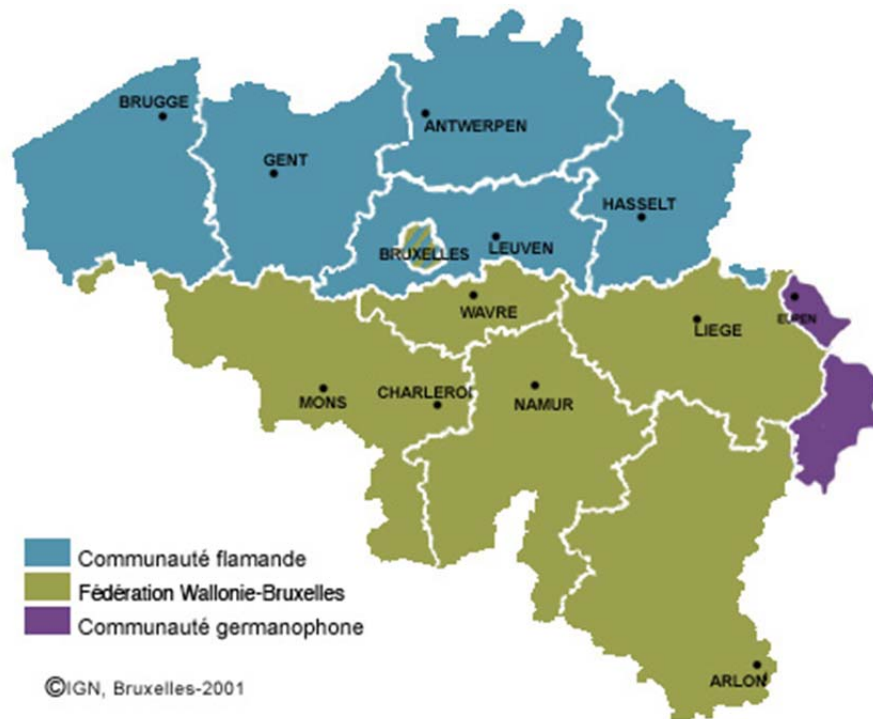 BRUGGE
ANTWERPEN
GENT
HASSELT
BRUXELLES
LEUVEN
WAVRE
EUPEN
LIEGE
MONS
CHARLEROI
NAMUR
Communauté flamande
Fédération Wallonie-Bruxelles
Communauté germanophone
ARLON
©IGN, Bruxelles-2001